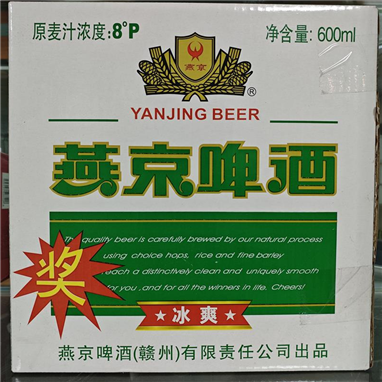 原麦汁浓度:8°P
净含量:600ml
燕京
®
YANJING BEER
燕京啤酒
The quality beer is carefully brewed by our natural process
using choice hops, rice and fine barley
reach a distinctively clean and uniquely smooth
for and for all the winners in life. Cheers!
奖
★冰爽★
燕京啤酒(赣州)有限责任公司出品